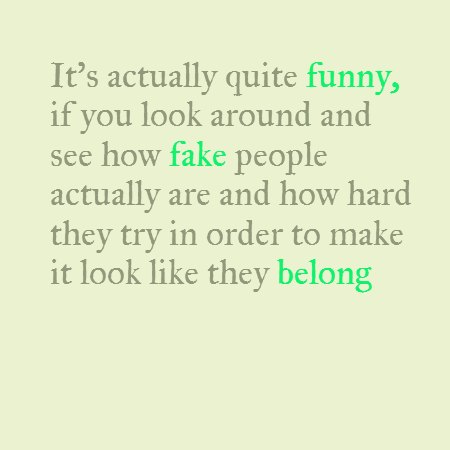 It's actually quite funny,
if you look around and
see how fake people
actually are and how hard
they try in order to make
it look like they belong